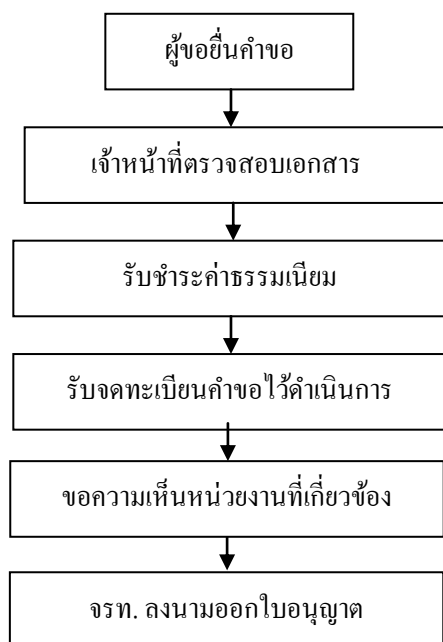 ผู้ขอยื่นคำขอ
เจ้าหน้าที่ตรวจสอบเอกสาร
รับชำระค่าธรรมเนียม
รับจดทะเบียนคำขอไว้ดำเนินการ
ขอความเห็นหน่วยงานที่เกี่ยวข้อง
จรท. ลงนามออกใบอนุญาต